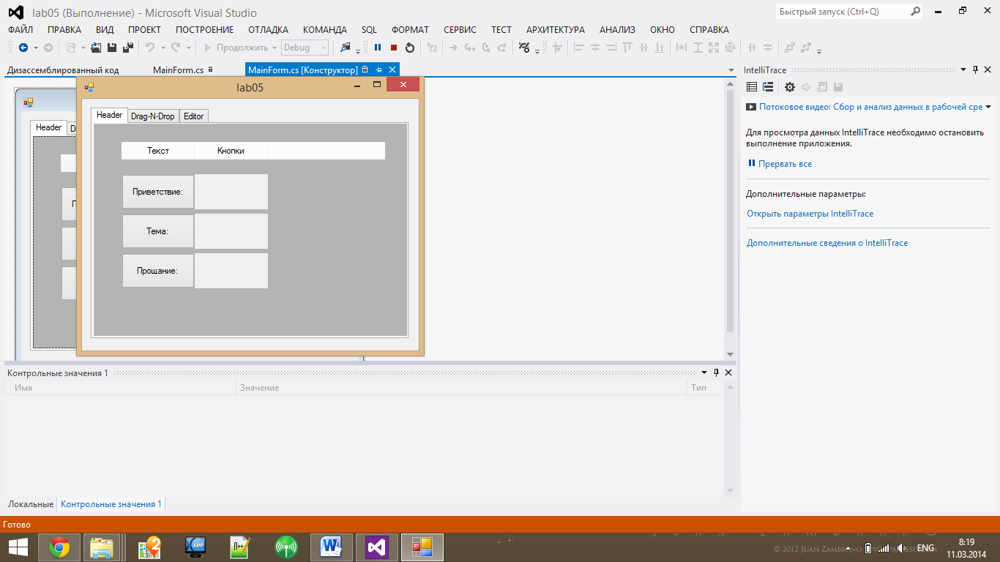 lab05 (Выполнение) - Microsoft Visual Studio
Быстрый запуск (Ctrl+Q)
ФАЙЛ ПРАВКА ВИД ПРОЕКТ ПОСТРОЕНИЕ ОТЛАДКА КОМАНДА SQL ФОРМАТ СЕРВИС ТЕСТ АРХИТЕКТУРА АНАЛИЗ ОКНО СПРАВКА
Продолжить Debug
Дизассемблированный код MainForm.cs MainForm.cs [Конструктор]
lab05
Header Drag-N-Drop Editor
Header D
Текст Кнопки
Приветствие:
Тема:
Прощание:
IntelliTrace
Потоковое видео: Сбор и анализ данных в рабочей сре
Для просмотра данных IntelliTrace необходимо остановить
выполнение приложения.
Прервать все
Дополнительные параметры:
Открыть параметры IntelliTrace
Дополнительные сведения о IntelliTrace
Контрольные значения 1
Имя Значение Тип
Локальные Контрольные значения 1
Готово
© 2012 Juan Zambrano
ENG
8:19
11.03.2014